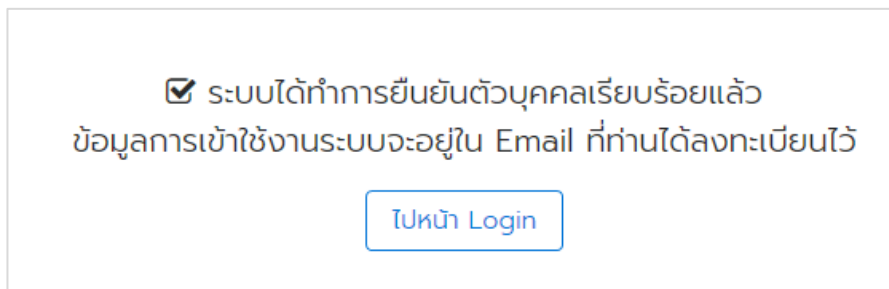 ระบบได้ทำการยืนยันตัวบุคคลเรียบร้อยแล้ว
ข้อมูลการเข้าใช้งานระบบจะอยู่ใน Email ที่ท่านได้ลงทะเบียนไว้
ไปหน้า Login